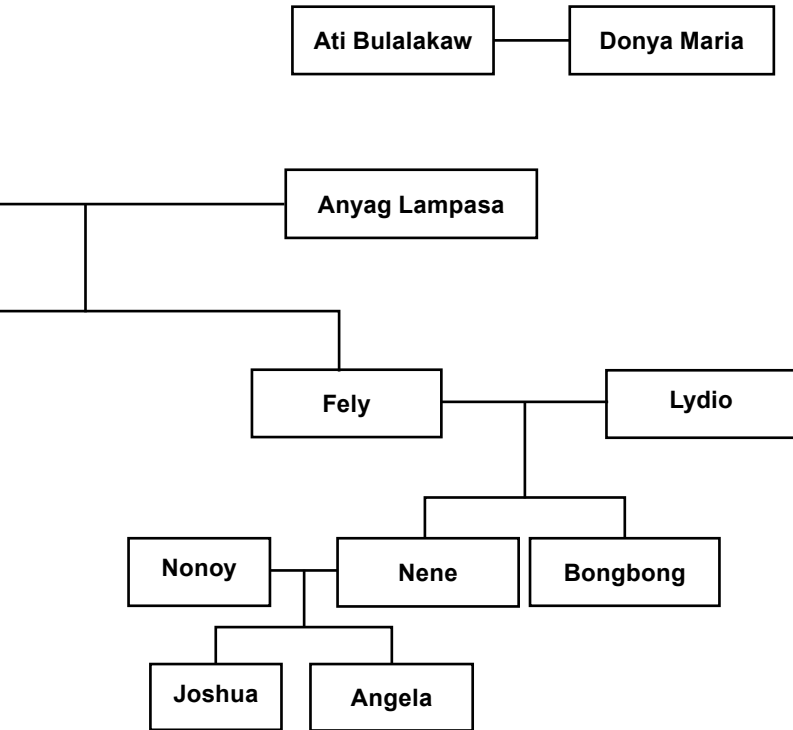 Ati Bulalakaw
Donya Maria
Anyag Lampasa
Fely
Lydio
Nonoy
Nene
Bongbong
Joshua
Angela